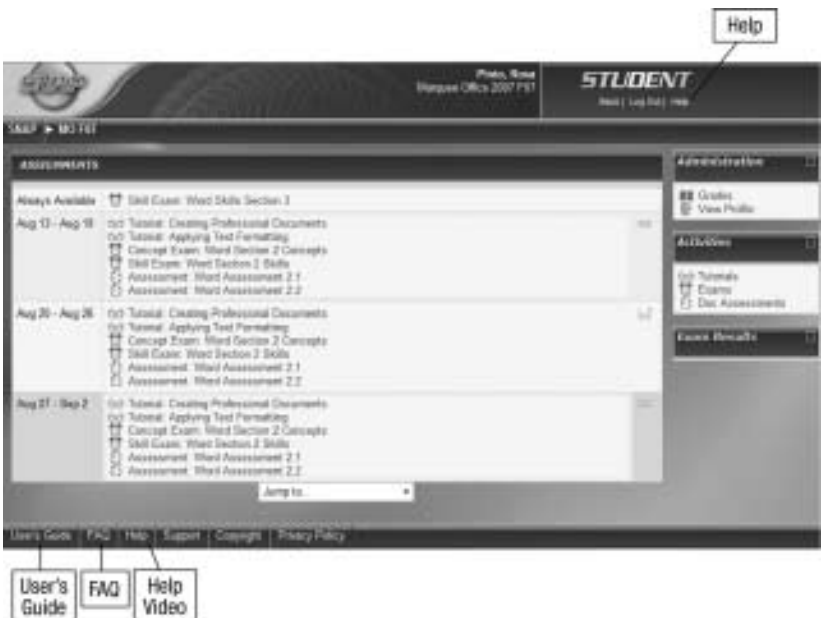 Help
SNAP
Pinto, Rosa
Marquee Office 2007 F07
STUDENT
| Log Out | Help
SNAP ► MO F07
ASSIGNMENTS
Always Available Skill Exam: Word Skills Section 3
Aug 13 - Aug 19 Tutorial: Creating Professional Documents
Tutorial: Applying Text Formatting
Concept Exam: Word Section 2 Concepts
Skill Exam: Word Section 2 Skills
Assessment: Word Assessment 2.1
Assessment: Word Assessment 2.2
Aug 20 - Aug 26 Tutorial: Creating Professional Documents
Tutorial: Applying Text Formatting
Concept Exam: Word Section 2 Concepts
Skill Exam: Word Section 2 Skills
Assessment: Word Assessment 2.1
Assessment: Word Assessment 2.2
Aug 27 - Sep 2 Tutorial: Creating Professional Documents
Tutorial: Applying Text Formatting
Concept Exam: Word Section 2 Concepts
Skill Exam: Word Section 2 Skills
Assessment: Word Assessment 2.1
Assessment: Word Assessment 2.2
Jump to...
Administration
Grades
View Profile
Activities
Tutorials
Exams
Doc Assessments
Exam Results
User's Guide | FAQ | Help | Support | Copyright | Privacy Policy
User's
Guide
FAQ
Help
Video